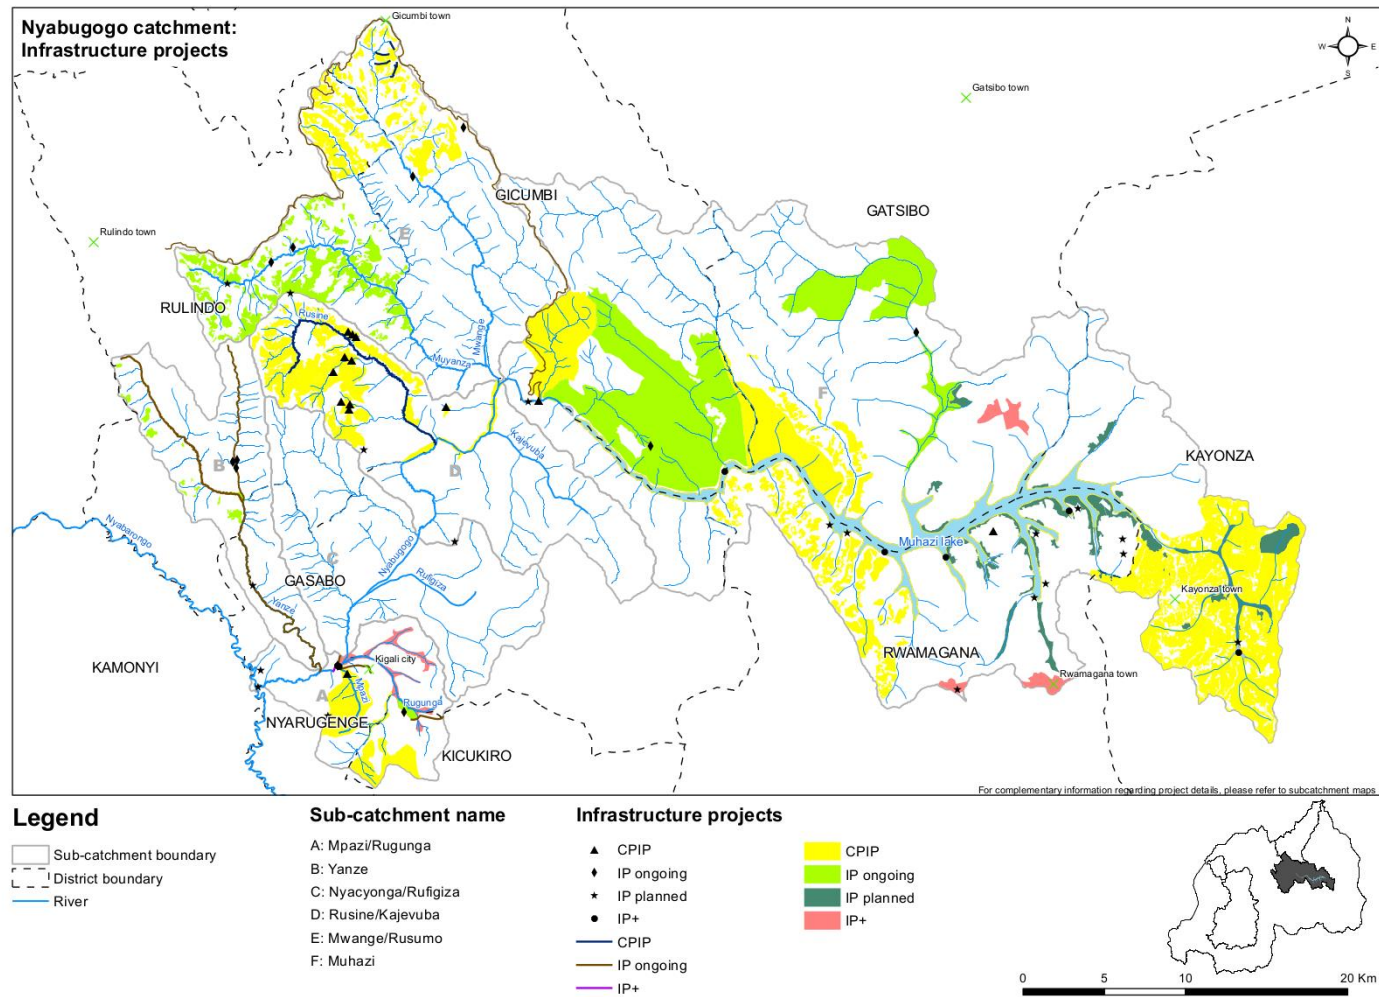 Nyabugogo catchment:
Infrastructure projects
Gicumbi town
N
W
E
S
Gatsibo town
GICUMBI
GATSIBO
Rulindo town
E
RULINDO
Rusine
Mwange
Muyanza
F
Kajevuba
KAYONZA
B
D
Nyabarongo
Muhazi lake
Nyabugogo
C
GASABO
Rufigiza
Yanze
Kayonza town
KAMONYI
Kigali city
RWAMAGANA
Rwamagana town
A
Mpazi
Rugunga
NYARUGENGE
KICUKIRO
For complementary information regarding project details, please refer to subcatchment maps
Legend
Sub-catchment boundary
District boundary
River
Sub-catchment name
A: Mpazi/Rugunga
B: Yanze
C: Nyacyonga/Rufigiza
D: Rusine/Kajevuba
E: Mwange/Rusumo
F: Muhazi
Infrastructure projects
CPIP
IP ongoing
IP planned
IP+
CPIP
IP ongoing
IP+
CPIP
IP ongoing
IP planned
IP+
0 5 10 20 Km